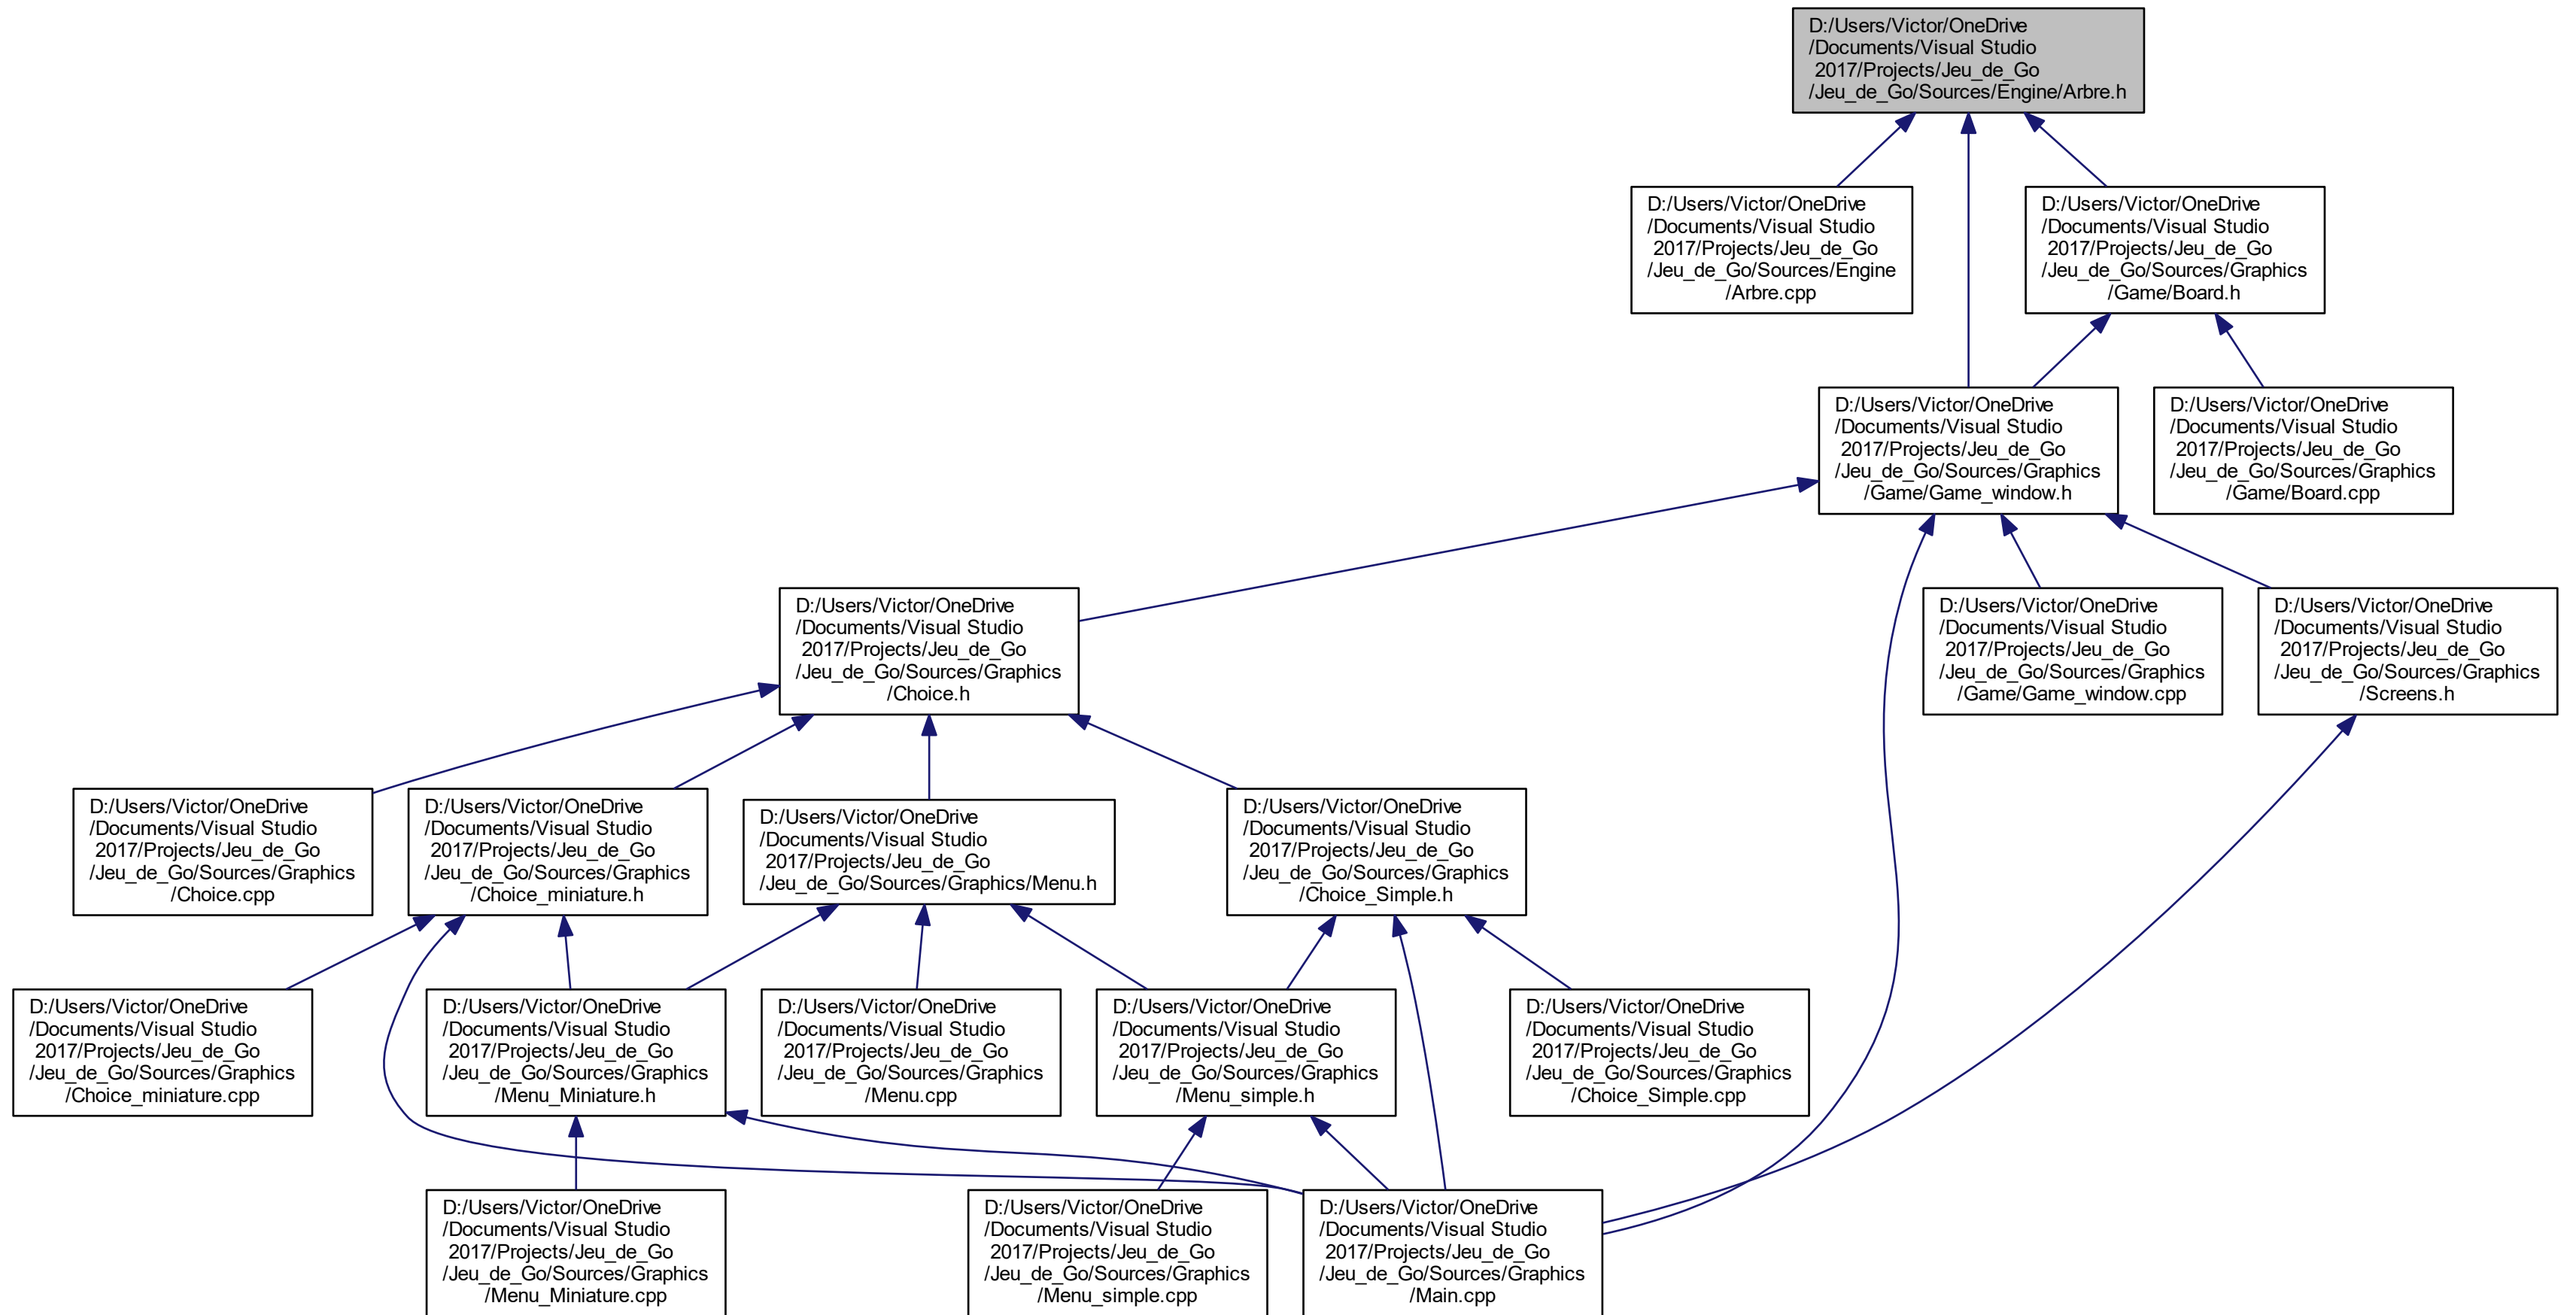 D:/Users/Victor/OneDrive
/Documents/Visual Studio
2017/Projects/Jeu_de_Go
/Jeu_de_Go/Sources/Engine/Arbre.h
D:/Users/Victor/OneDrive
/Documents/Visual Studio
2017/Projects/Jeu_de_Go
/Jeu_de_Go/Sources/Engine
/Arbre.cpp
D:/Users/Victor/OneDrive
/Documents/Visual Studio
2017/Projects/Jeu_de_Go
/Jeu_de_Go/Sources/Graphics
/Game/Board.h
D:/Users/Victor/OneDrive
/Documents/Visual Studio
2017/Projects/Jeu_de_Go
/Jeu_de_Go/Sources/Graphics
/Game/Game_window.h
D:/Users/Victor/OneDrive
/Documents/Visual Studio
2017/Projects/Jeu_de_Go
/Jeu_de_Go/Sources/Graphics
/Game/Board.cpp
D:/Users/Victor/OneDrive
/Documents/Visual Studio
2017/Projects/Jeu_de_Go
/Jeu_de_Go/Sources/Graphics
/Choice.h
D:/Users/Victor/OneDrive
/Documents/Visual Studio
2017/Projects/Jeu_de_Go
/Jeu_de_Go/Sources/Graphics
/Game/Game_window.cpp
D:/Users/Victor/OneDrive
/Documents/Visual Studio
2017/Projects/Jeu_de_Go
/Jeu_de_Go/Sources/Graphics
/Screens.h
D:/Users/Victor/OneDrive
/Documents/Visual Studio
2017/Projects/Jeu_de_Go
/Jeu_de_Go/Sources/Graphics
/Choice.cpp
D:/Users/Victor/OneDrive
/Documents/Visual Studio
2017/Projects/Jeu_de_Go
/Jeu_de_Go/Sources/Graphics
/Choice_miniature.h
D:/Users/Victor/OneDrive
/Documents/Visual Studio
2017/Projects/Jeu_de_Go
/Jeu_de_Go/Sources/Graphics/Menu.h
D:/Users/Victor/OneDrive
/Documents/Visual Studio
2017/Projects/Jeu_de_Go
/Jeu_de_Go/Sources/Graphics
/Choice_Simple.h
D:/Users/Victor/OneDrive
/Documents/Visual Studio
2017/Projects/Jeu_de_Go
/Jeu_de_Go/Sources/Graphics
/Choice_miniature.cpp
D:/Users/Victor/OneDrive
/Documents/Visual Studio
2017/Projects/Jeu_de_Go
/Jeu_de_Go/Sources/Graphics
/Menu_Miniature.h
D:/Users/Victor/OneDrive
/Documents/Visual Studio
2017/Projects/Jeu_de_Go
/Jeu_de_Go/Sources/Graphics
/Menu.cpp
D:/Users/Victor/OneDrive
/Documents/Visual Studio
2017/Projects/Jeu_de_Go
/Jeu_de_Go/Sources/Graphics
/Menu_simple.h
D:/Users/Victor/OneDrive
/Documents/Visual Studio
2017/Projects/Jeu_de_Go
/Jeu_de_Go/Sources/Graphics
/Choice_Simple.cpp
D:/Users/Victor/OneDrive
/Documents/Visual Studio
2017/Projects/Jeu_de_Go
/Jeu_de_Go/Sources/Graphics
/Menu_Miniature.cpp
D:/Users/Victor/OneDrive
/Documents/Visual Studio
2017/Projects/Jeu_de_Go
/Jeu_de_Go/Sources/Graphics
/Menu_simple.cpp
D:/Users/Victor/OneDrive
/Documents/Visual Studio
2017/Projects/Jeu_de_Go
/Jeu_de_Go/Sources/Graphics
/Main.cpp